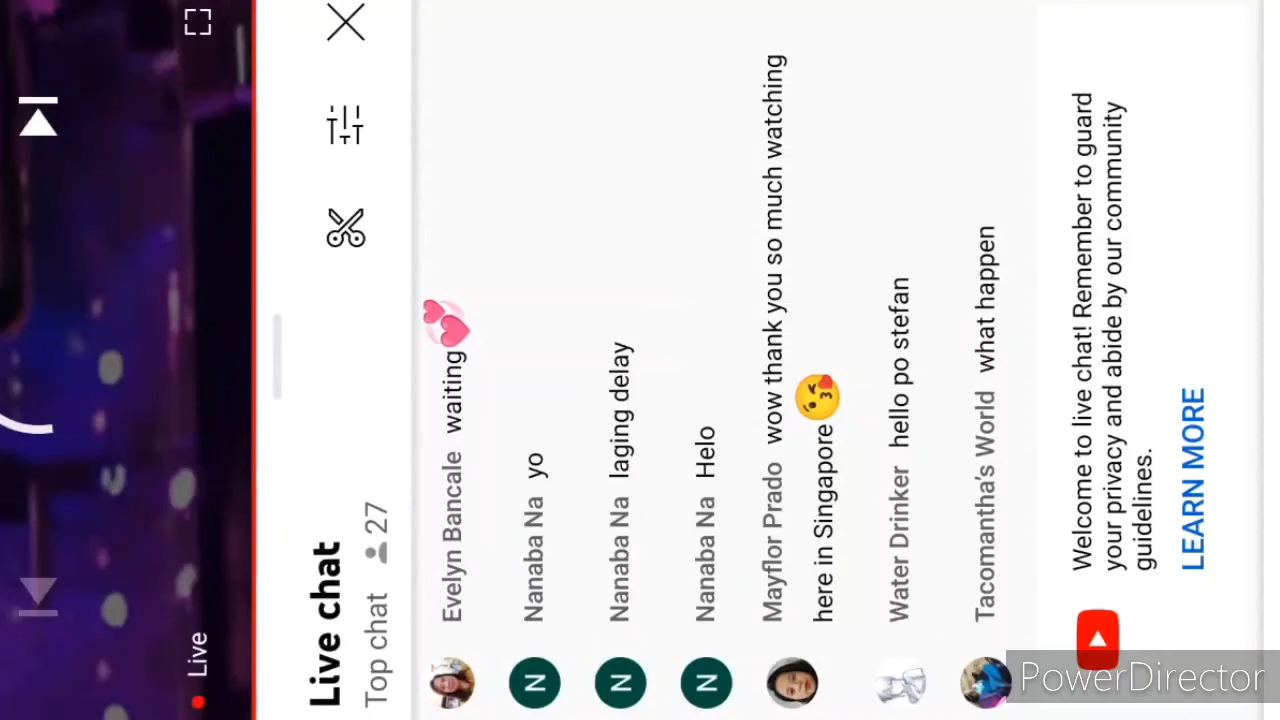 Live
Live chat
Top chat 27
Evelyn Bancale waiting
N
Nanaba Na yo
N
Nanaba Na laging delay
N
Nanaba Na Helo
Mayflor Prado wow thank you so much watching
here in Singapore
Water Drinker hello po stefan
Tacomantha's World what happen
Welcome to live chat! Remember to guard
your privacy and abide by our community
guidelines.
LEARN MORE
PowerDirector